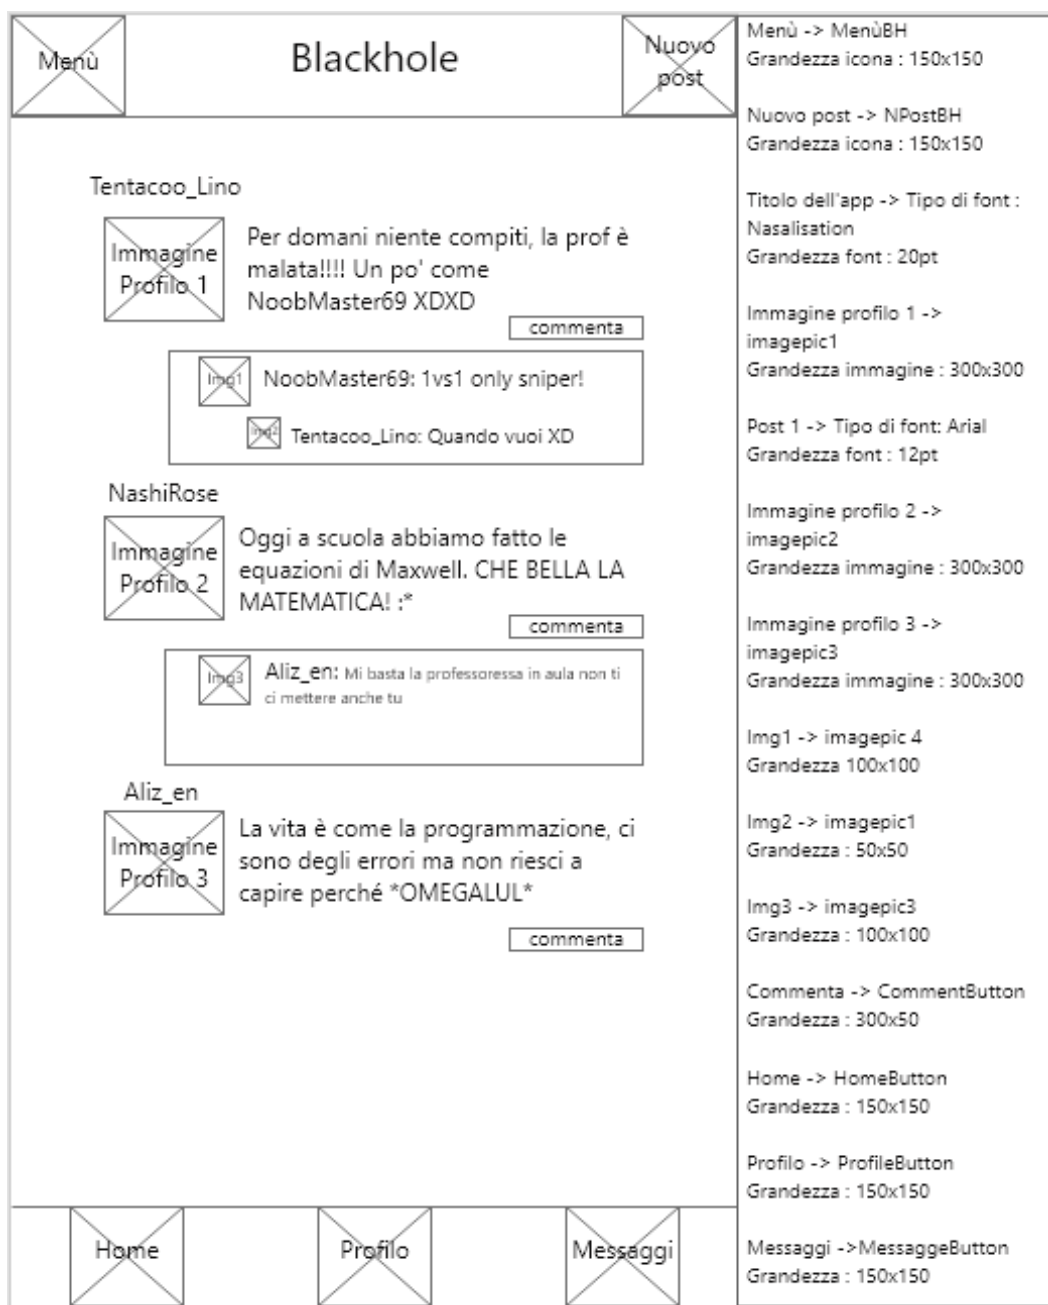 Menù
Blackhole
Nuovo
post
Tentacoo_Lino
Immagine
Profilo 1
Per domani niente compiti, la prof è
malata!!!! Un po' come
NoobMaster69 XDXD
commenta
Img1
NoobMaster69: 1vs1 only sniper!
Img2
Tentacoo_Lino: Quando vuoi XD
NashiRose
Immagine
Profilo 2
Oggi a scuola abbiamo fatto le
equazioni di Maxwell. CHE BELLA LA
MATEMATICA! :*
commenta
Img3
Aliz_en: Mi basta la professoressa in aula non ti
ci mettere anche tu
Aliz_en
Immagine
Profilo 3
La vita è come la programmazione, ci
sono degli errori ma non riesci a
capire perché *OMEGALUL*
commenta
Home
Profilo
Messaggi
Menù -> MenùBH
Grandezza icona : 150x150
Nuovo post -> NPostBH
Grandezza icona : 150x150
Titolo dell'app -> Tipo di font :
Nasalisation
Grandezza font : 20pt
Immagine profilo 1 ->
imagepic1
Grandezza immagine : 300x300
Post 1 -> Tipo di font: Arial
Grandezza font : 12pt
Immagine profilo 2 ->
imagepic2
Grandezza immagine : 300x300
Immagine profilo 3 ->
imagepic3
Grandezza immagine : 300x300
Img1 -> imagepic 4
Grandezza 100x100
Img2 -> imagepic1
Grandezza : 50x50
Img3 -> imagepic3
Grandezza : 100x100
Commenta -> CommentButton
Grandezza : 300x50
Home -> HomeButton
Grandezza : 150x150
Profilo -> ProfileButton
Grandezza : 150x150
Messaggi ->MessaggeButton
Grandezza : 150x150